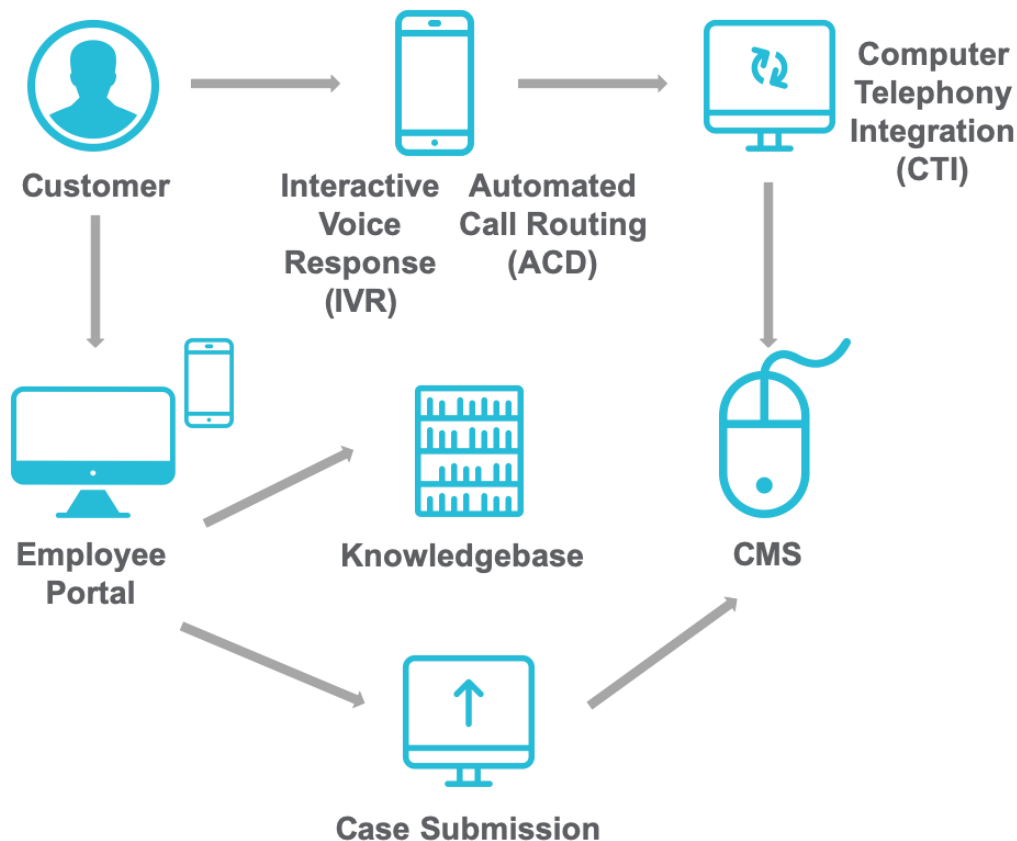 Customer
Interactive
Voice
Response
(IVR)
Automated
Call Routing
(ACD)
Computer
Telephony
Integration
(CTI)
Employee
Portal
Knowledgebase
CMS
Case Submission